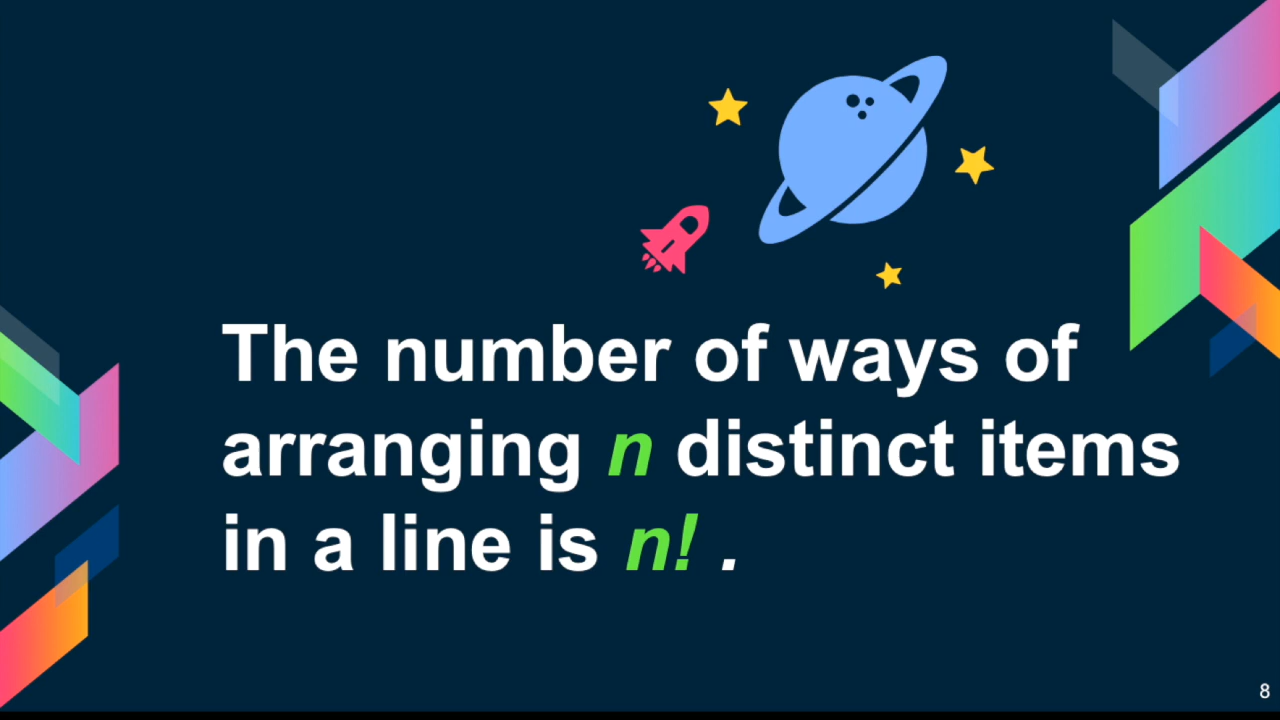 The number of ways of
arranging n distinct items
in a line is n! .
8